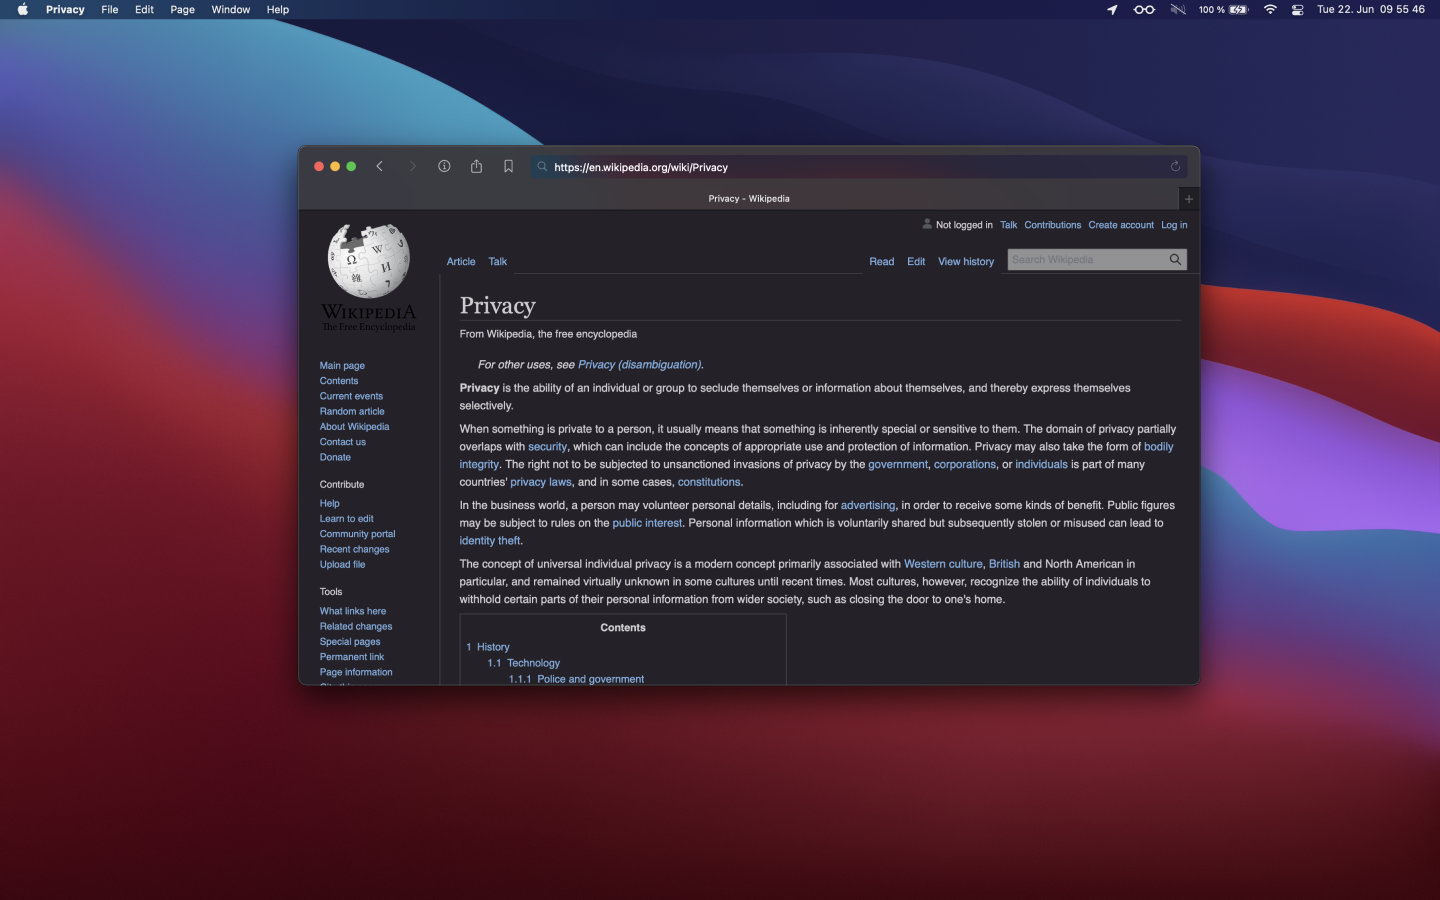 Privacy File Edit Page Window Help
100 % Tue 22. Jun 09 55 46
https://en.wikipedia.org/wiki/Privacy
Privacy - Wikipedia
Not logged in Talk Contributions Create account Log in
Article Talk Read Edit View history Search Wikipedia
WIKIPEDIA
The Free Encyclopedia
Main page
Contents
Current events
Random article
About Wikipedia
Contact us
Donate
Contribute
Help
Learn to edit
Community portal
Recent changes
Upload file
Tools
What links here
Related changes
Special pages
Permanent link
Page information
Privacy
From Wikipedia, the free encyclopedia
For other uses, see Privacy (disambiguation).
Privacy is the ability of an individual or group to seclude themselves or information about themselves, and thereby express themselves
selectively.
When something is private to a person, it usually means that something is inherently special or sensitive to them. The domain of privacy partially
overlaps with security, which can include the concepts of appropriate use and protection of information. Privacy may also take the form of bodily
integrity. The right not to be subjected to unsanctioned invasions of privacy by the government, corporations, or individuals is part of many
countries' privacy laws, and in some cases, constitutions.
In the business world, a person may volunteer personal details, including for advertising, in order to receive some kinds of benefit. Public figures
may be subject to rules on the public interest. Personal information which is voluntarily shared but subsequently stolen or misused can lead to
identity theft.
The concept of universal individual privacy is a modern concept primarily associated with Western culture, British and North American in
particular, and remained virtually unknown in some cultures until recent times. Most cultures, however, recognize the ability of individuals to
withhold certain parts of their personal information from wider society, such as closing the door to one's home.
Contents
1 History
1.1 Technology
1.1.1 Police and government